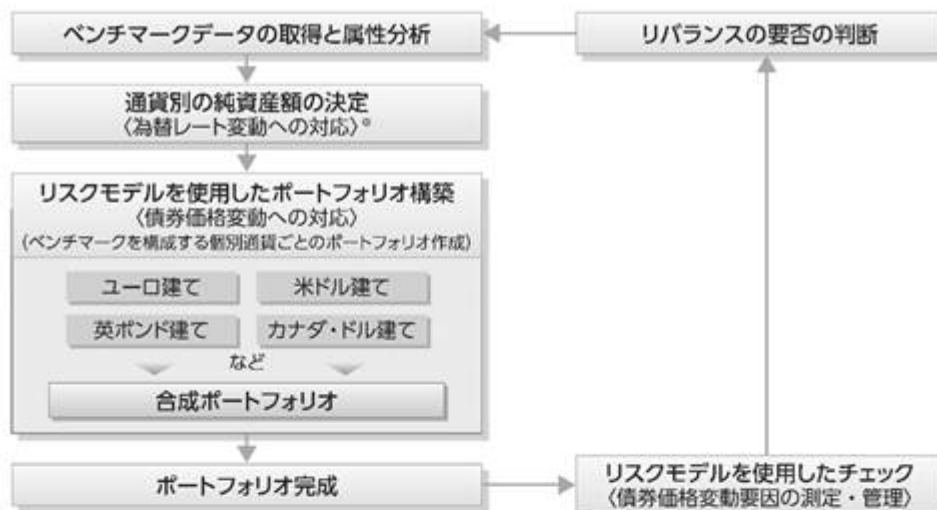 ベンチマークデータの取得と属性分析
リバランスの要否の判断
通貨別の純資産額の決定
〈為替レート変動への対応〉※
リスクモデルを使用したポートフォリオ構築
〈債券価格変動への対応〉
(ベンチマークを構成する個別通貨ごとのポートフォリオ作成)
ユーロ建て
米ドル建て
英ポンド建て
カナダ・ドル建て
など
合成ポートフォリオ
ポートフォリオ完成
リスクモデルを使用したチェック
〈債券価格変動要因の測定・管理〉